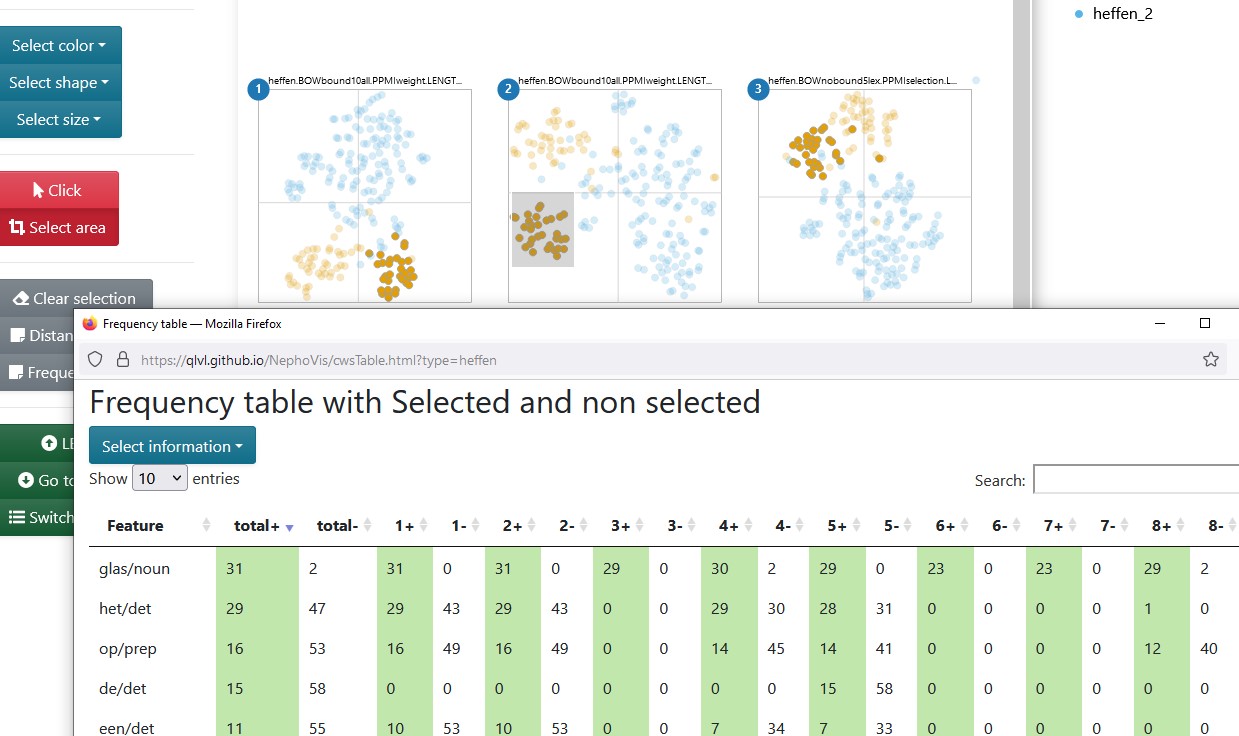 heffen_2
Select color
Select shape
Select size
Click
Select area
Clear selection
Distan
Freque
LE
Go to
Switch
1 heffen.BOWbound10all.PPMIweight.LENGT...
2 heffen.BOWbound10all.PPMIweight.LENGT...
3 heffen.BOWnobound5lex.PPMIselection.L...
Frequency table — Mozilla Firefox
https://qlvl.github.io/NephoVis/cwsTable.html?type=heffen
Frequency table with Selected and non selected
Select information
Show 10 entries
Search:
Feature total+ total- 1+ 1- 2+ 2- 3+ 3- 4+ 4- 5+ 5- 6+ 6- 7+ 7- 8+ 8-
glas/noun 31 2 31 0 31 0 29 0 30 2 29 0 23 0 23 0 29 2
het/det 29 47 29 43 29 43 0 0 29 30 28 31 0 0 0 0 1 0
op/prep 16 53 16 49 16 49 0 0 14 45 14 41 0 0 0 0 12 40
de/det 15 58 0 0 0 0 0 0 0 0 15 58 0 0 0 0 0 0
een/det 11 55 10 53 10 53 0 0 7 34 7 33 0 0 0 0 0 0